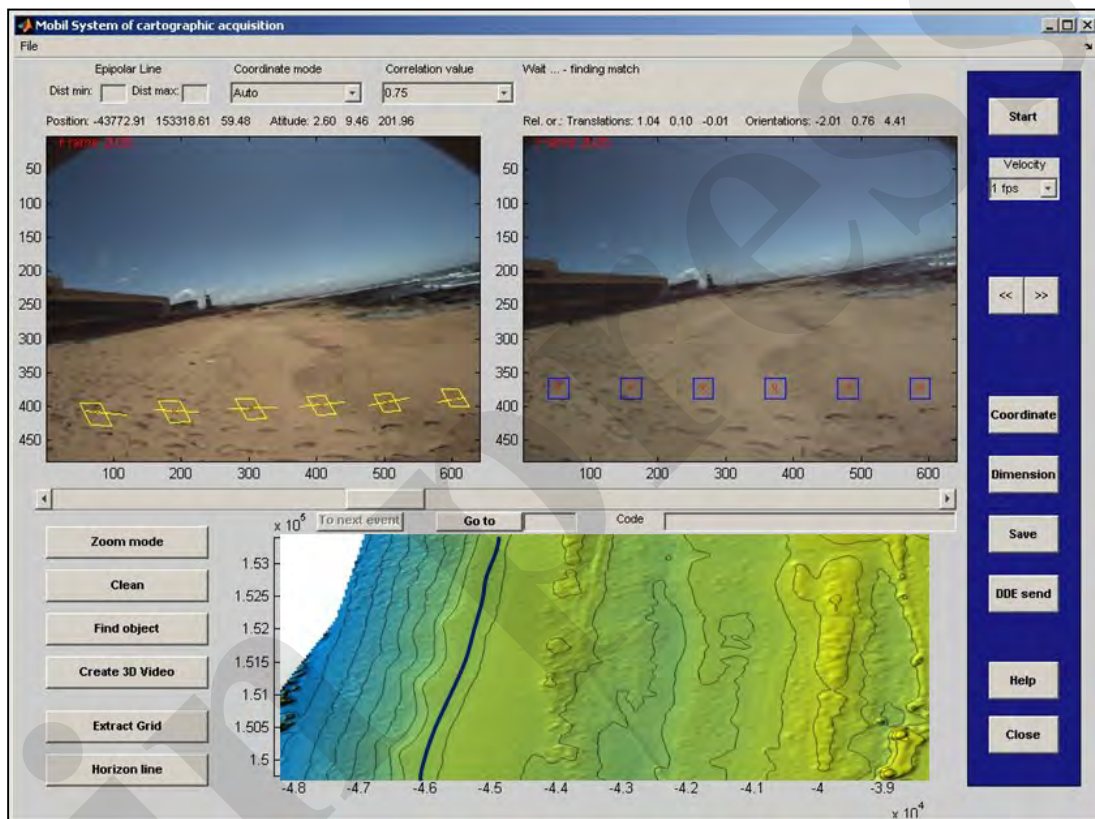 Mobil System of cartographic acquisition
File
Epipolar Line Coordinate mode Correlation value Wait ... - finding match
Dist min: Dist max: Auto 0.75
Position: -43772.91 153318.61 59.48 Atitude: 2.60 9.46 201.96 Rel. or.: Translations: 1.04 0.10 -0.01 Orientations: -2.01 0.76 4.41
Start
Velocity
1 fps
<< >>
Coordinate
Dimension
Save
DDE send
Help
Close
50
100
150
200
250
300
350
400
450
100 200 300 400 500 600
50
100
150
200
250
300
350
400
450
100 200 300 400 500 600
To next event Go to Code
Zoom mode
Clean
Find object
Create 3D Video
Extract Grid
Horizon line
x 10^5
1.53
1.525
1.52
1.515
1.51
1.505
1.5
-4.8 -4.7 -4.6 -4.5 -4.4 -4.3 -4.2 -4.1 -4 -3.9
x 10^4
in press